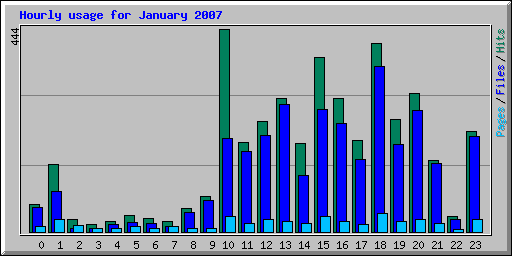 Hourly usage for January 2007
444
Pages/Files/Hits
0 1 2 3 4 5 6 7 8 9 10 11 12 13 14 15 16 17 18 19 20 21 22 23